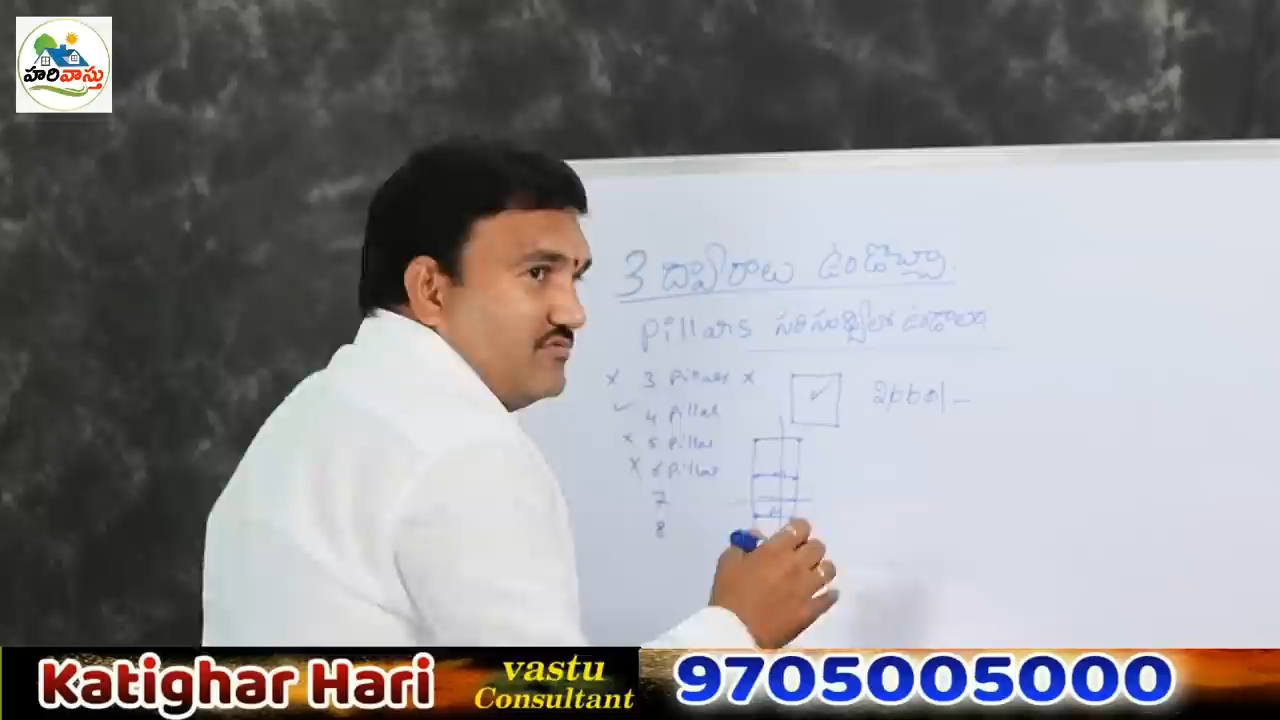 హరివాస్తు
3 ద్వారాలు ఉండొచ్చా.
pillars సరిసంఖ్యలో ఉండాలా
x 3 pillars x
✓ 4 pillar
x 5 pillar
x 6 pillar
7
8
Katighar Hari
vastu
Consultant
9705005000